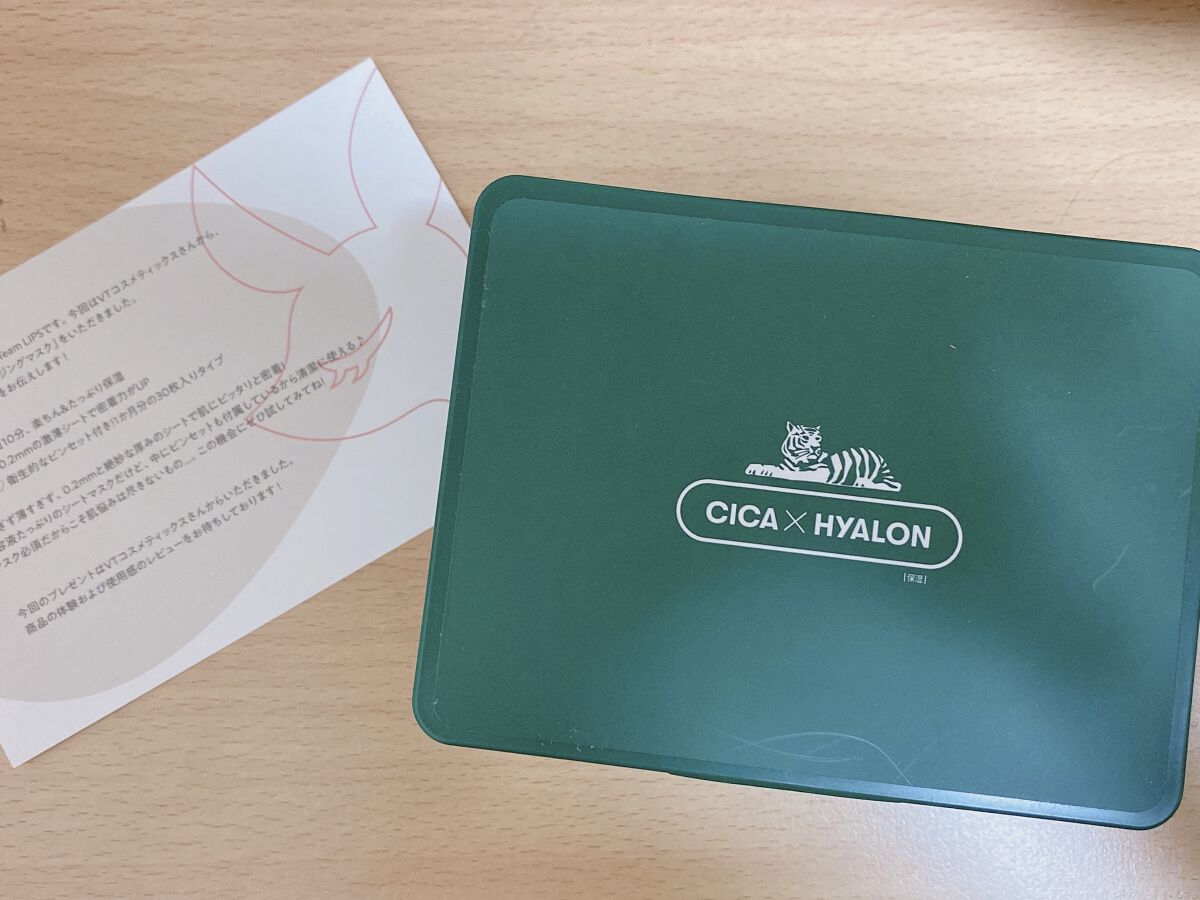 Team LIPSです。今回はVTコスメティックスさんから、
ジングマスク」をいただきました。
をお伝えします!
10分、楽ちん&たっぷり保湿
0.2mmの激薄シートで密着力がUP
衛生的なピンセット付き!1か月分の30枚入りタイプ
ぎず薄すぎず、0.2mmと絶妙な厚みのシートで肌にピッタリと密着!
容液たっぷりのシートマスクだけど、中にピンセットも付属しているから清潔に使える♪
マスク必須だからこそ肌悩みは尽きないもの…。この機会にぜひ試してみてね!
今回のプレゼントはVTコスメティックスさんからいただきました。
商品の体験および使用感のレビューをお待ちしております!
CICA×HYALON
[保湿]